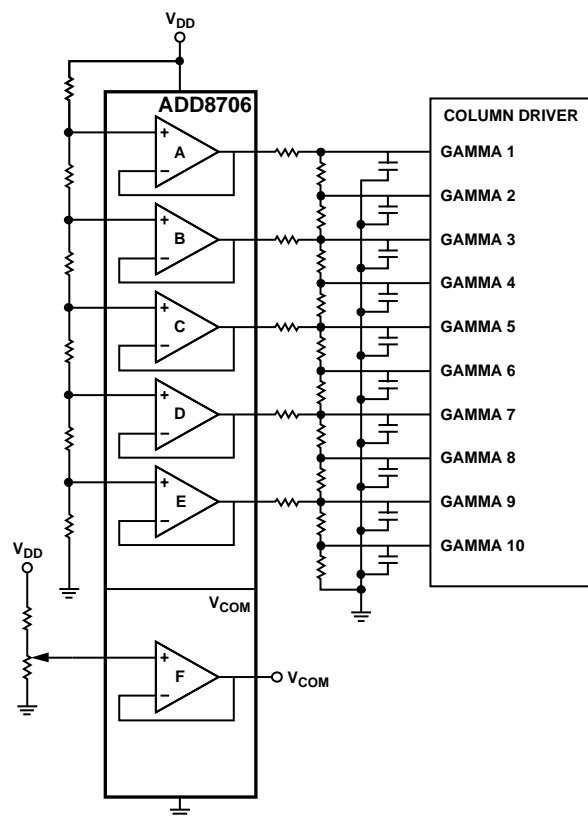 VDD
ADD8706
COLUMN DRIVER
+
A
−
GAMMA 1
GAMMA 2
+
B
−
GAMMA 3
GAMMA 4
+
C
−
GAMMA 5
GAMMA 6
+
D
−
GAMMA 7
GAMMA 8
+
E
−
GAMMA 9
GAMMA 10
VDD
VCOM
+
F
−
VCOM